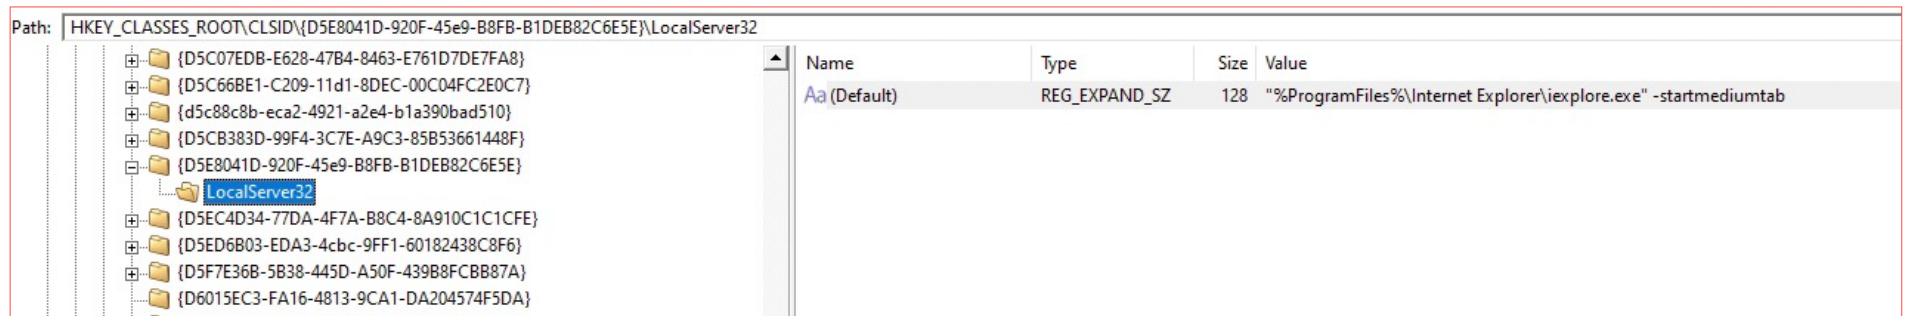 Path: HKEY_CLASSES_ROOT\CLSID\{D5E8041D-920F-45e9-B8FB-B1DEB82C6E5E}\LocalServer32
{D5C07EDB-E628-47B4-8463-E761D7DE7FA8}
{D5C66BE1-C209-11d1-8DEC-00C04FC2E0C7}
{d5c88c8b-eca2-4921-a2e4-b1a390bad510}
{D5CB383D-99F4-3C7E-A9C3-85B53661448F}
{D5E8041D-920F-45e9-B8FB-B1DEB82C6E5E}
LocalServer32
{D5EC4D34-77DA-4F7A-B8C4-8A910C1C1CFE}
{D5ED6B03-EDA3-4cbc-9FF1-60182438C8F6}
{D5F7E36B-5B38-445D-A50F-439B8FCBB87A}
{D6015EC3-FA16-4813-9CA1-DA204574F5DA}
Name Type Size Value
Aa (Default) REG_EXPAND_SZ 128 "%ProgramFiles%\Internet Explorer\iexplore.exe" -startmediumtab